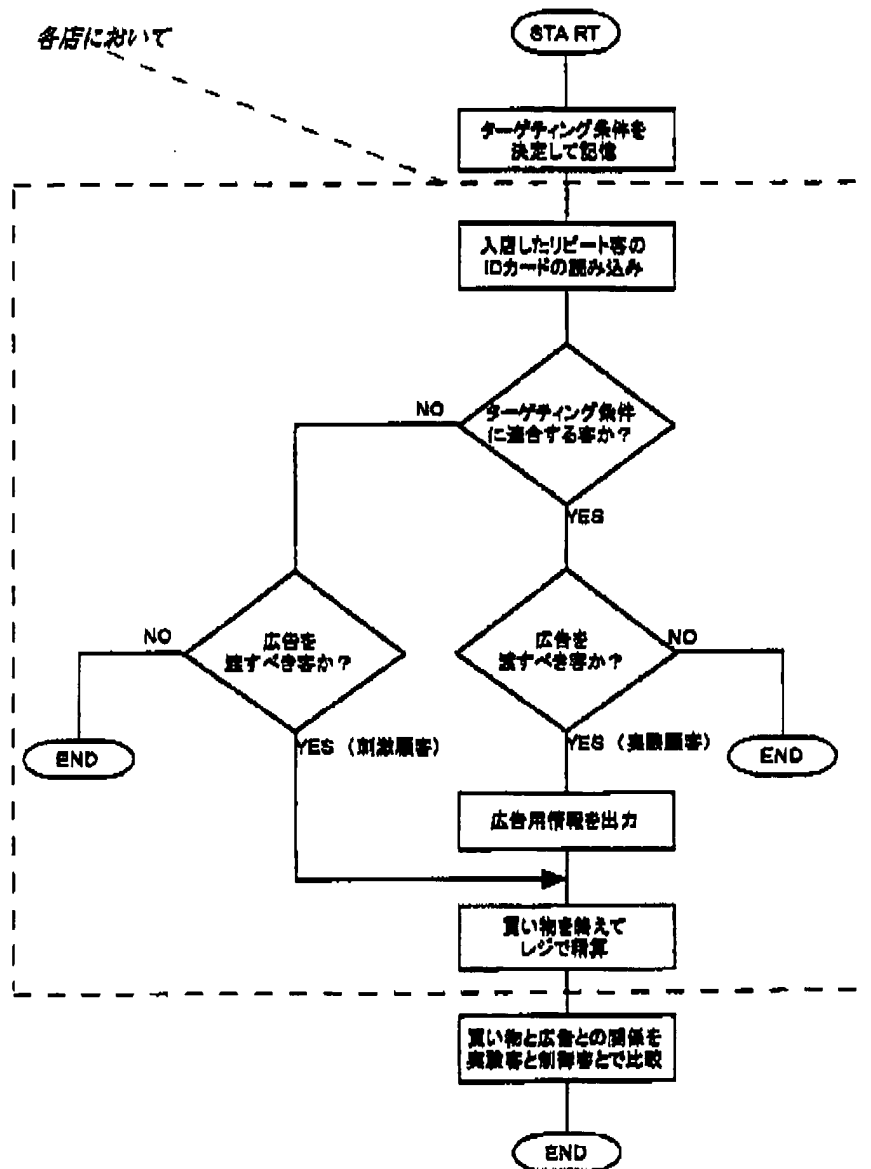 各店において
START
ターゲティング条件を
決定して記憶
入店したリピート客の
IDカードの読み込み
NO
ターゲティング条件
に適合する客か？
YES
NO
広告を
渡すべき客か？
広告を
渡すべき客か？
NO
END
YES（刺激顧客）
YES（実験顧客）
END
広告用情報を出力
買い物を終えて
レジで精算
買い物と広告との関係を
実験客と制御客とで比較
END